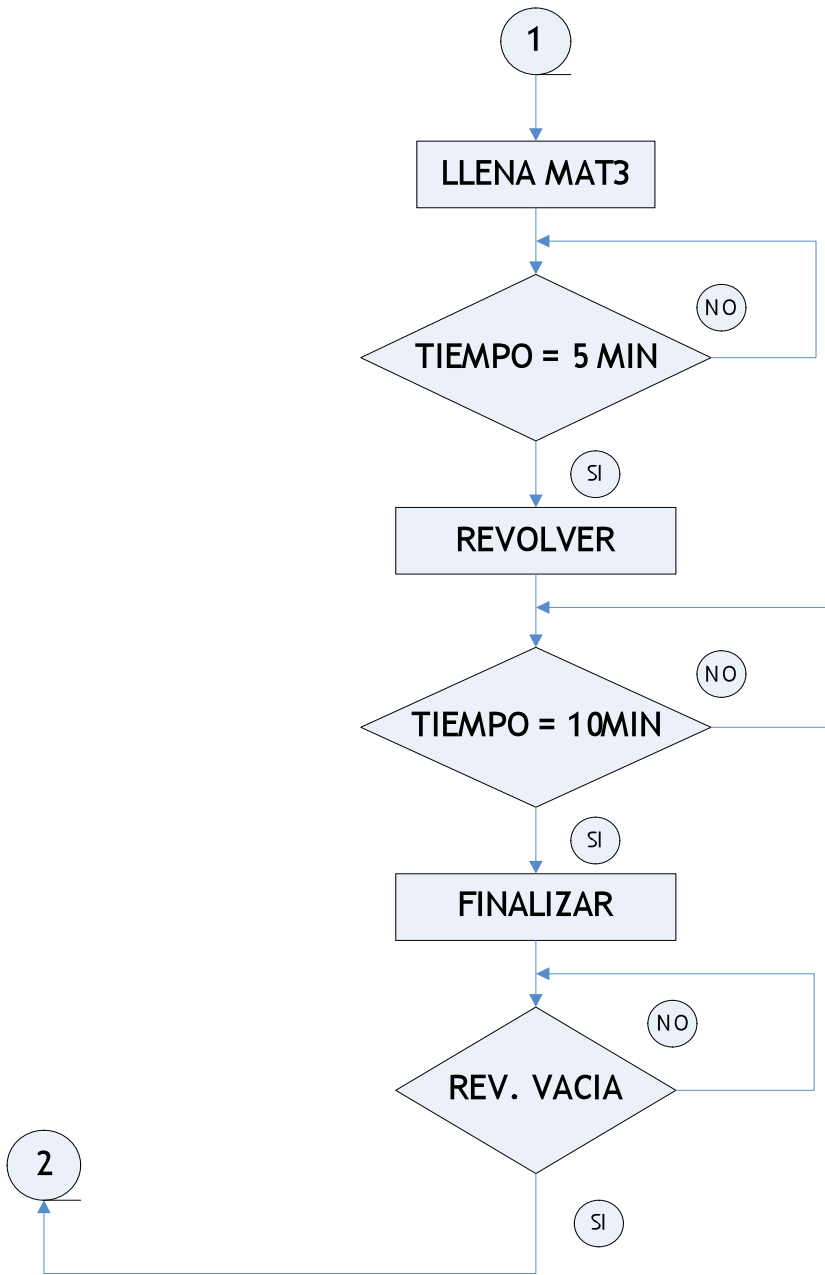 1
LLENA MAT3
NO
TIEMPO = 5 MIN
SI
REVOLVER
NO
TIEMPO = 10MIN
SI
FINALIZAR
NO
REV. VACIA
2
SI